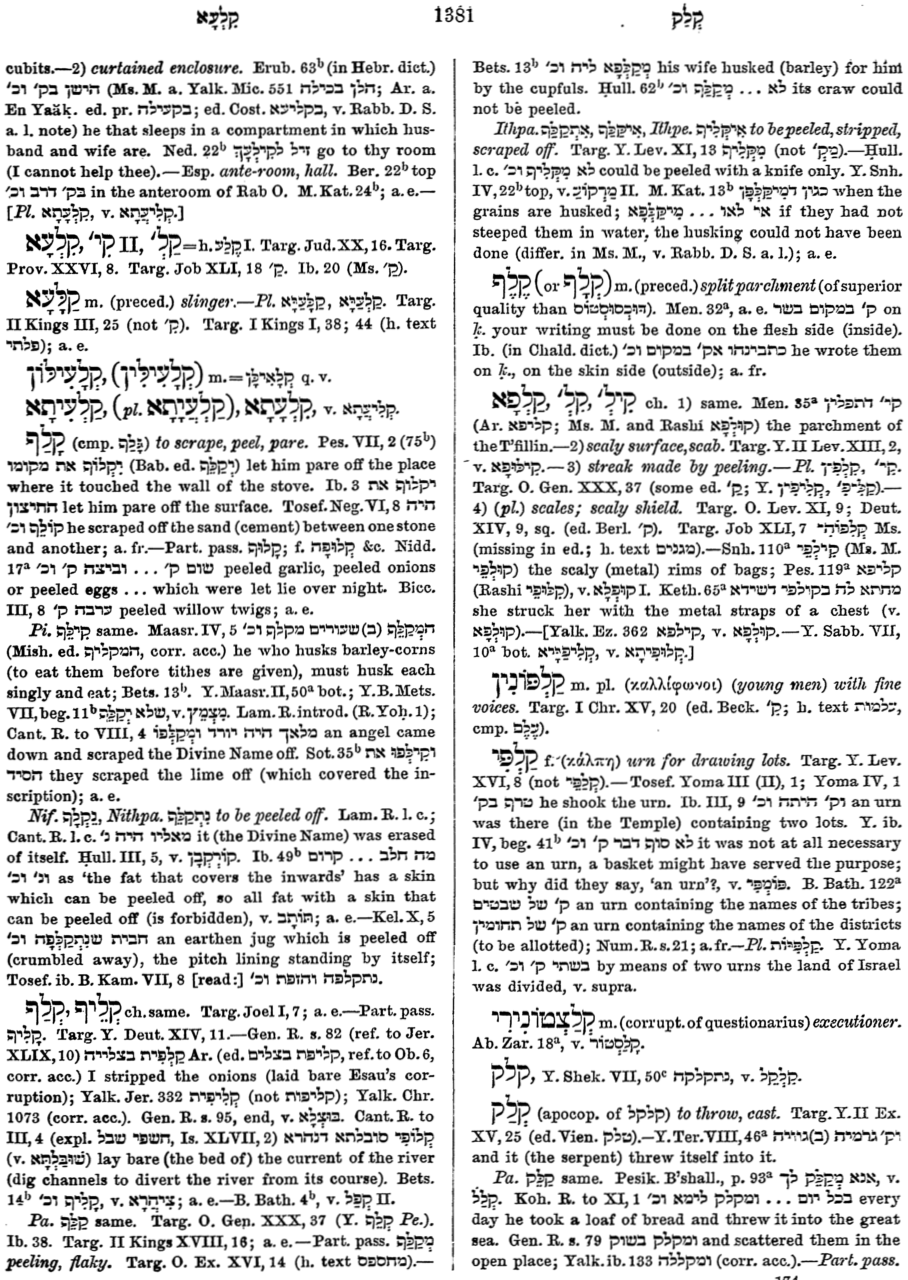 קִלְעָא 1381 קְלַק
cubits.—2) curtained enclosure. Erub. 63ᵇ (in Hebr. dict.)
הישן בק׳ וכ׳ (Ms. M. a. Yalk. Mic. 551 הלך בכילה; Ar. a.
En Yaăḳ. ed. pr. בקעילה; ed. Cost. בקליעא, v. Rabb. D. S.
a. l. note) he that sleeps in a compartment in which hus-
band and wife are. Ned. 22ᵇ זיל לקִילְעָךְ go to thy room
(I cannot help thee).—Esp. ante-room, hall. Ber. 22ᵇ top
בק׳ דרב וכ׳ in the anteroom of Rab O. M. Kat. 24ᵇ; a. e.—
[Pl. קִלְעָתָא, v. קְלִיעֲתָא.]
קַלְ׳, קִי׳ II, קִלְעָא = h. קֶלַע I. Targ. Jud. XX, 16. Targ.
Prov. XXVI, 8. Targ. Job XLI, 18 ק׳. Ib. 20 (Ms. ק׳).
קַלָּעָא m. (preced.) slinger.—Pl. קַלָּעַיָּא, קַלָּעַיָּא. Targ.
II Kings III, 25 (not ק׳). Targ. I Kings I, 38; 44 (h. text
פלתי); a. e.
קְלָעִילוֹן, (קְלָעִילִין) m. = קְלָאִילָן q. v.
קְלָעִיתָא, (pl. קְלָעְיָתָא), קְלָעֲתָא, v. קְלִיעֲתָא.
קָלַף (cmp. גָּלַף) to scrape, peel, pare. Pes. VII, 2 (75ᵇ)
יִקְלוֹף את מקומו (Bab. ed. יְקַלֵּף) let him pare off the place
where it touched the wall of the stove. Ib. 3 יקלוף את
החיצון let him pare off the surface. Tosef. Neg. VI, 8 היה
קוֹלֵף וכ׳ he scraped off the sand (cement) between one stone
and another; a. fr.—Part. pass. קָלוּף; f. קְלוּפָה &c. Nidd.
17ᵃ שום ק׳ ... וביצה ק׳ וכ׳ peeled garlic, peeled onions
or peeled eggs ... which were let lie over night. Bicc.
III, 8 ערבה ק׳ peeled willow twigs; a. e.
Pi. קִילֵּף same. Maasr. IV, 5 הַמְקַלֵּף (ב)שעורים מקלף וכ׳
(Mish. ed. המקליף, corr. acc.) he who husks barley-corns
(to eat them before tithes are given), must husk each
singly and eat; Bets. 13ᵇ. Y. Maasr. II, 50ᵃ bot.; Y. B. Mets.
VII, beg. 11ᵇ שלא יְקַלֵּף, v. מְצַמֵּץ. Lam. R. introd. (R. Yoḥ. 1);
Cant. R. to VIII, 4 מלאך היה יורד וּמְקַלְּפוֹ an angel came
down and scraped the Divine Name off. Sot. 35ᵇ וקִילְּפוּ את
הסיד they scraped the lime off (which covered the in-
scription); a. e.
Nif. נִקְלַף, Nithpa. נִתְקַלֵּף to be peeled off. Lam. R. l. c.;
Cant. R. l. c. מאליו היה נ׳ it (the Divine Name) was erased
of itself. Ḥull. III, 5, v. קוּרְקְבָן. Ib. 49ᵇ מה חלב ... קרום
ונ׳ וכ׳ as 'the fat that covers the inwards' has a skin
which can be peeled off, so all fat with a skin that
can be peeled off (is forbidden), v. תּוֹתָב; a. e.—Kel. X, 5
חבית שנִתְקַלְּפָה וכ׳ an earthen jug which is peeled off
(crumbled away), the pitch lining standing by itself;
Tosef. ib. B. Kam. VII, 8 [read:] נתקלפה והזפת וכ׳.
קְלֵיף, קְלַף ch. same. Targ. Joel I, 7; a. e.—Part. pass.
קְלִיף. Targ. Y. Deut. XIV, 11.—Gen. R. s. 82 (ref. to Jer.
XLIX, 10) קְלָפִית בצלייה Ar. (ed. קליפת בצלים, ref. to Ob. 6,
corr. acc.) I stripped the onions (laid bare Esau's cor-
ruption); Yalk. Jer. 332 קליפית (not קליפות); Yalk. Chr.
1073 (corr. acc.). Gen. R. s. 95, end, v. בּוּצְלָא. Cant. R. to
III, 4 (expl. חשפי שבל, Is. XLVII, 2) קְלוֹפֵי סובלתא דנהרא
(v. שׁוּבַּלְתָּא) lay bare (the bed of) the current of the river
(dig channels to divert the river from its course). Bets.
14ᵇ קָלֵיף וכ׳, v. צִיהֲרָא; a. e.—B. Bath. 4ᵇ, v. קְפַל II.
Pa. קַלֵּף same. Targ. O. Gen. XXX, 37 (Y. קְלַף Pe.).
Ib. 38. Targ. II Kings XVIII, 16; a. e.—Part. pass. מְקַלַּף
peeling, flaky. Targ. O. Ex. XVI, 14 (h. text מחספס).—
Bets. 13ᵇ מְקַלְּפָא ליה וכ׳ his wife husked (barley) for him
by the cupfuls. Ḥull. 62ᵇ לא ... מְקַלֵּף וכ׳ its craw could
not be peeled.
Ithpa. אִתְקַלַּף, אִיקַּלַּף, Ithpe. אִיקְּלִיף to be peeled, stripped,
scraped off. Targ. Y. Lev. XI, 13 מִקְּלִיף (not מְק׳).—Ḥull.
l. c. לא מִקְּלִיף וכ׳ could be peeled with a knife only. Y. Snh.
IV, 22ᵇ top, v. מַרְקוֹעַ II. M. Kat. 13ᵇ כגון דמִיקַּלְּפָן when the
grains are husked; אי לאו ... מִיקַּלְּפָא if they had not
steeped them in water, the husking could not have been
done (differ. in Ms. M., v. Rabb. D. S. a. l.); a. e.
קֶלֶף (or קְלָף) m. (preced.) split parchment (of superior
quality than דּוּכְסוּסְטוֹס). Men. 32ᵃ, a. e. ק׳ במקום בשר on
ḳ. your writing must be done on the flesh side (inside).
Ib. (in Chald. dict.) כתבינהו אק׳ במקום וכ׳ he wrote them
on ḳ., on the skin side (outside); a. fr.
קִילְ׳, קִלְ׳, קַלְפָא ch. 1) same. Men. 35ᵃ קי׳ דתפלין
(Ar. קליפא; Ms. M. and Rashi קוּלְפָא) the parchment of
the T'fillin.—2) scaly surface, scab. Targ. Y. II Lev. XIII, 2,
v. קִילוּפָא.—3) streak made by peeling.—Pl. קִלְפִין, קִי׳.
Targ. O. Gen. XXX, 37 (some ed. ק׳; Y. קִלִיפִין, קְלִיפֵּי).—
4) (pl.) scales; scaly shield. Targ. O. Lev. XI, 9; Deut.
XIV, 9, sq. (ed. Berl. ק׳). Targ. Job XLI, 7 קלפוהי Ms.
(missing in ed.; h. text מגנים).—Snh. 110ᵃ קִילְפֵי (Ms. M.
קוּלְפֵי) the scaly (metal) rims of bags; Pes. 119ᵃ קליפא
(Rashi קְלוּפֵי), v. קוּפְלָא I. Keth. 65ᵃ מחתא לה בקולפי דשידא
she struck her with the metal straps of a chest (v.
קוּלְפָא).—[Yalk. Ez. 362 קילפא, v. קוּלְפָא.—Y. Sabb. VII,
10ᵃ bot. קְלִיפַיָּיא, v. קְלוּפִיתָא.]
קַלְפוֹנִין m. pl. (καλλίφωνοι) (young men) with fine
voices. Targ. I Chr. XV, 20 (ed. Beck. ק׳; h. text עלמות,
cmp. עֶלֶם).
קַלְפֵּי f. (κάλπη) urn for drawing lots. Targ. Y. Lev.
XVI, 8 (not קְלְפֵי).—Tosef. Yoma III (II), 1; Yoma IV, 1
טרף בק׳ he shook the urn. Ib. III, 9 וק׳ היתה וכ׳ an urn
was there (in the Temple) containing two lots. Y. ib.
IV, beg. 41ᵇ לא סוף דבר ק׳ וכ׳ it was not at all necessary
to use an urn, a basket might have served the purpose;
but why did they say, 'an urn'?, v. פּוּמְפֵּי. B. Bath. 122ᵃ
ק׳ של שבטים an urn containing the names of the tribes;
ק׳ של תחומין an urn containing the names of the districts
(to be allotted); Num. R. s. 21; a. fr.—Pl. קַלְפִּיּוֹת. Y. Yoma
l. c. בשתי ק׳ וכ׳ by means of two urns the land of Israel
was divided, v. supra.
קְלַצְטוֹנִירִי m. (corrupt. of questionarius) executioner.
Ab. Zar. 18ᵃ, v. קְלַסְטוֹר.
קלק, Y. Shek. VII, 50ᶜ נתקלקה, v. קִלְקֵל.
קְלַק (apocop. of קלקל) to throw, cast. Targ. Y. II Ex.
XV, 25 (ed. Vien. טלק).—Y. Ter. VIII, 46ᵃ וק׳ גרמיה (ב)גווייה
and it (the serpent) threw itself into it.
Pa. קַלֵּק same. Pesik. B'shall., p. 93ᵃ אנא מְקַלֵּק לך, v.
קְלַל. Koh. R. to XI, 1 בכל יום ... ומקלק לימא וכ׳ every
day he took a loaf of bread and threw it into the great
sea. Gen. R. s. 79 ומקלק בשוק and scattered them in the
open place; Yalk. ib. 133 ומקללה (corr. acc.).—Part. pass.